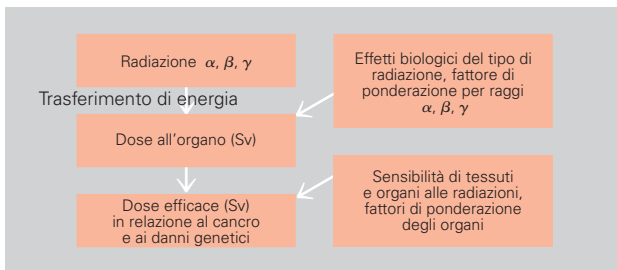 Radiazione α, β, γ
Trasferimento di energia
Dose all'organo (Sv)
Dose efficace (Sv)
in relazione al cancro
e ai danni genetici
Effetti biologici del tipo di
radiazione, fattore di
ponderazione per raggi
α, β, γ
Sensibilità di tessuti
e organi alle radiazioni,
fattori di ponderazione
degli organi